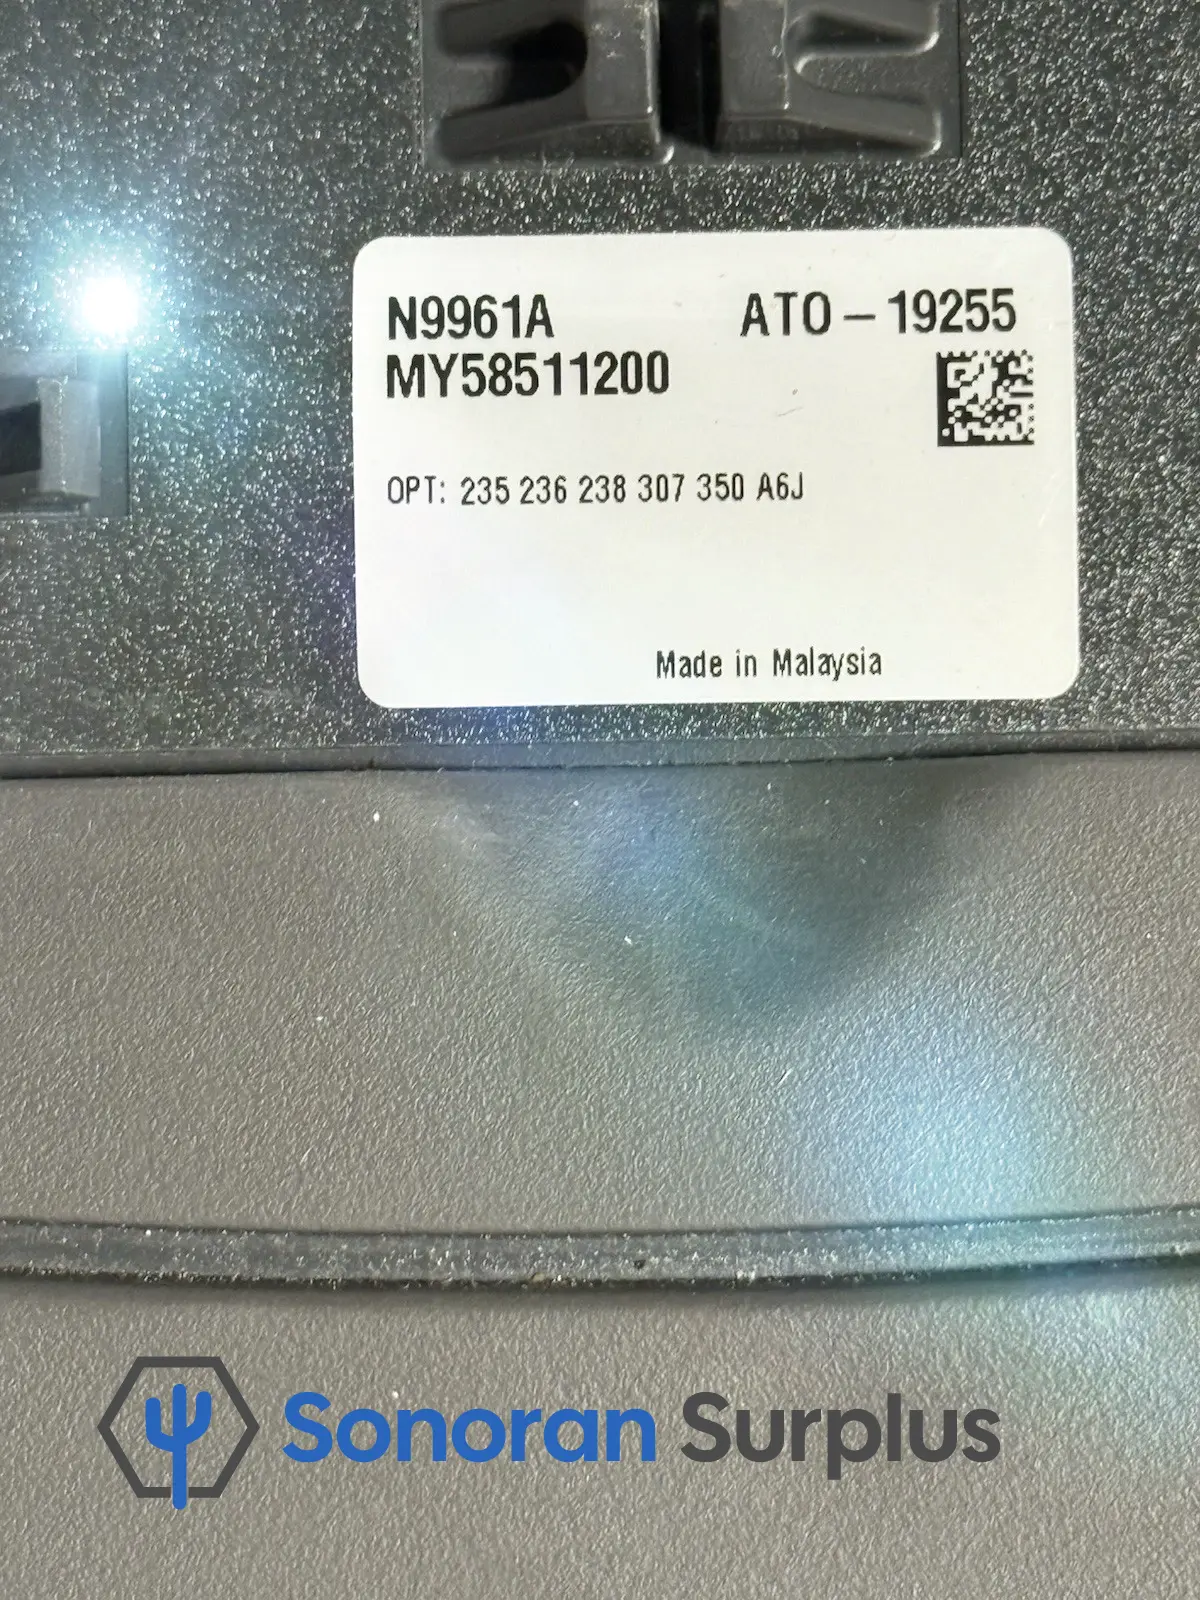 N9961A ATO – 19255
MY58511200
OPT: 235 236 238 307 350 A6J
Made in Malaysia
Sonoran Surplus